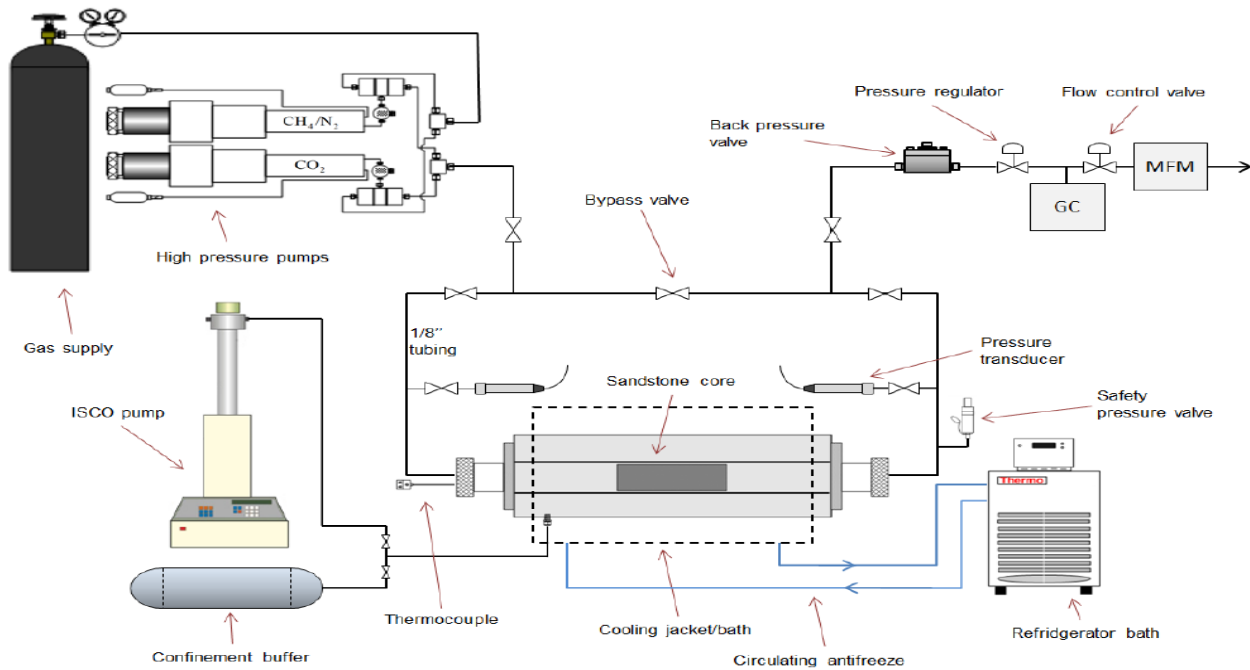 CH4/N2
CO2
High pressure pumps
Gas supply
Pressure regulator
Flow control valve
Back pressure
valve
MFM
GC
Bypass valve
1/8’’
tubing
Pressure
transducer
Sandstone core
Safety
pressure valve
ISCO pump
Thermo
Thermocouple
Cooling jacket/bath
Circulating antifreeze
Refridgerator bath
Confinement buffer